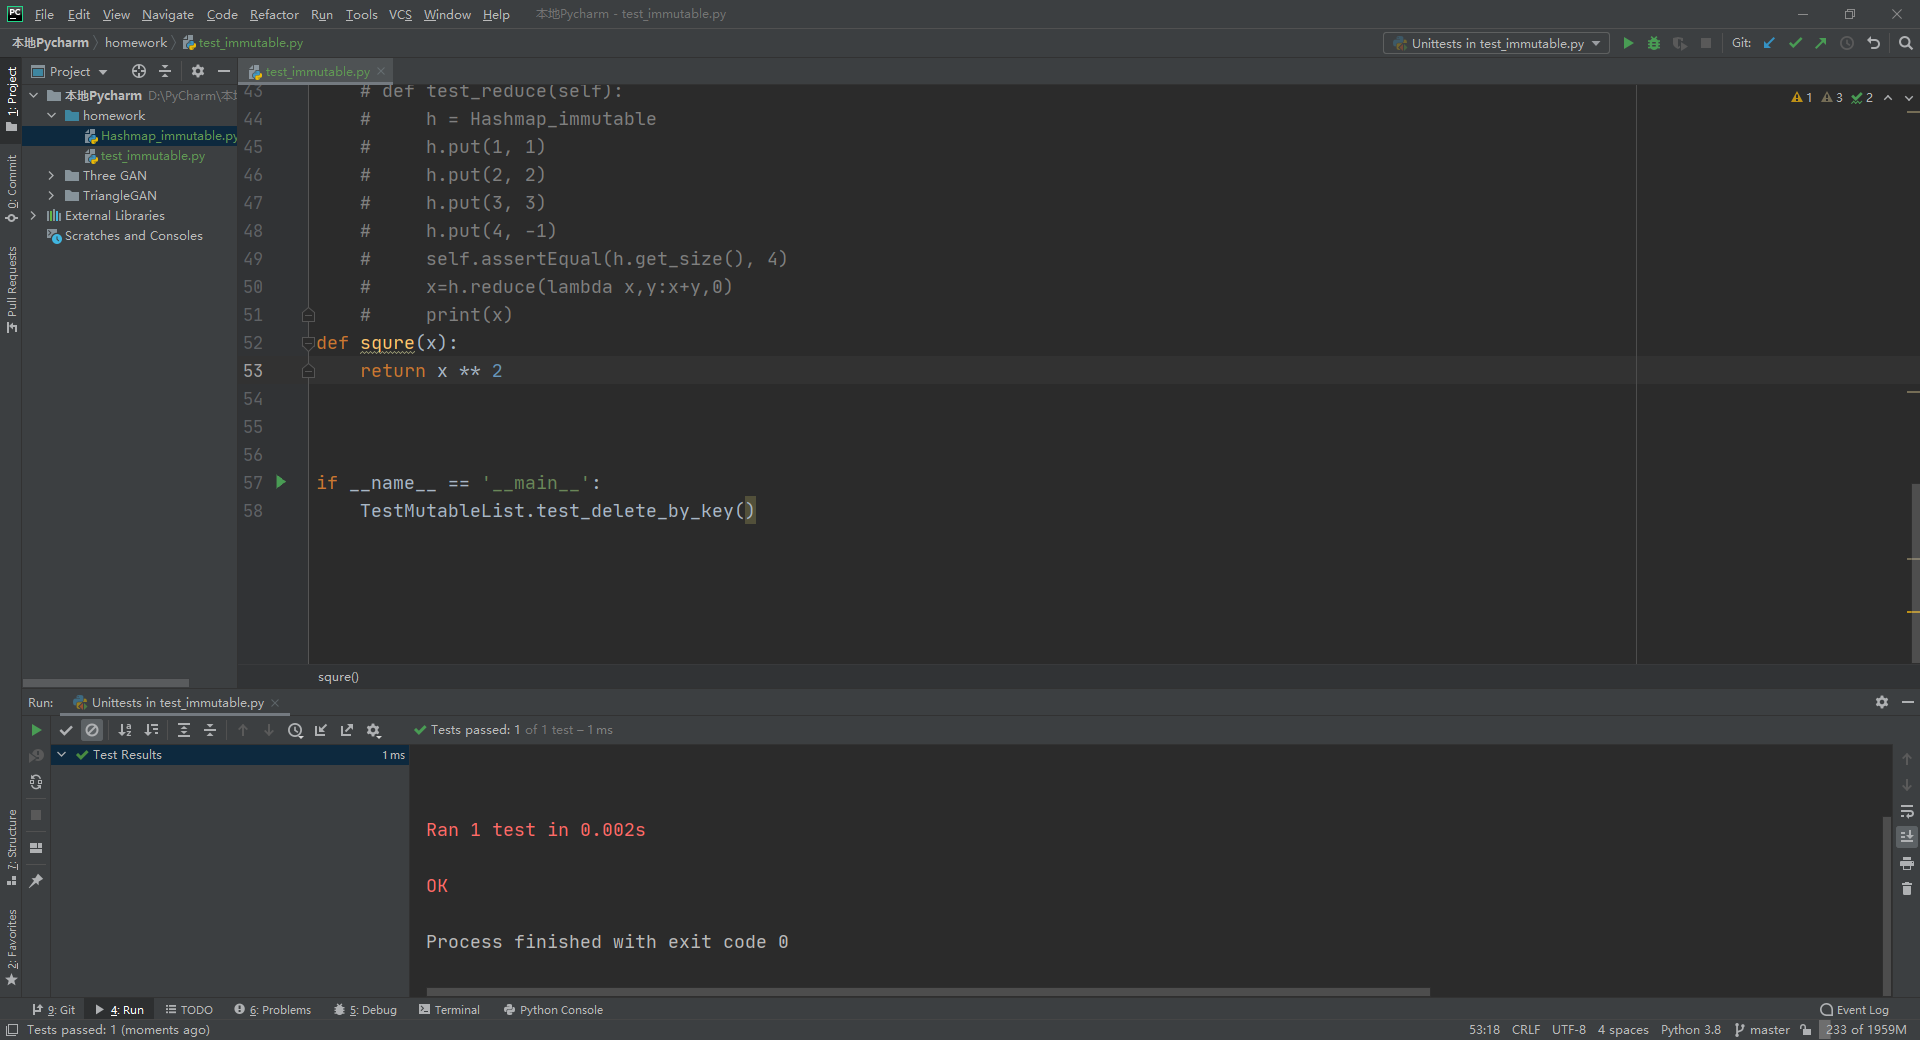 PC File Edit View Navigate Code Refactor Run Tools VCS Window Help 本地Pycharm - test_immutable.py
本地Pycharm homework test_immutable.py Unittests in test_immutable.py Git:
1: Project
0: Commit
Pull Requests
7: Structure
2: Favorites
Project
本地Pycharm D:\PyCharm\本
homework
Hashmap_immutable.py
test_immutable.py
Three GAN
TriangleGAN
External Libraries
Scratches and Consoles
test_immutable.py
1 3 2
43 # def test_reduce(self):
44 #     h = Hashmap_immutable
45 #     h.put(1, 1)
46 #     h.put(2, 2)
47 #     h.put(3, 3)
48 #     h.put(4, -1)
49 #     self.assertEqual(h.get_size(), 4)
50 #     x=h.reduce(lambda x,y:x+y,0)
51 #     print(x)
52 def squre(x):
53     return x ** 2
54
55
56
57 if __name__ == '__main__':
58     TestMutableList.test_delete_by_key()
squre()
Run: Unittests in test_immutable.py
Tests passed: 1 of 1 test – 1 ms
Test Results 1 ms
Ran 1 test in 0.002s
OK
Process finished with exit code 0
9: Git 4: Run TODO 6: Problems 5: Debug Terminal Python Console Event Log
Tests passed: 1 (moments ago) 53:18 CRLF UTF-8 4 spaces Python 3.8 master 233 of 1959M